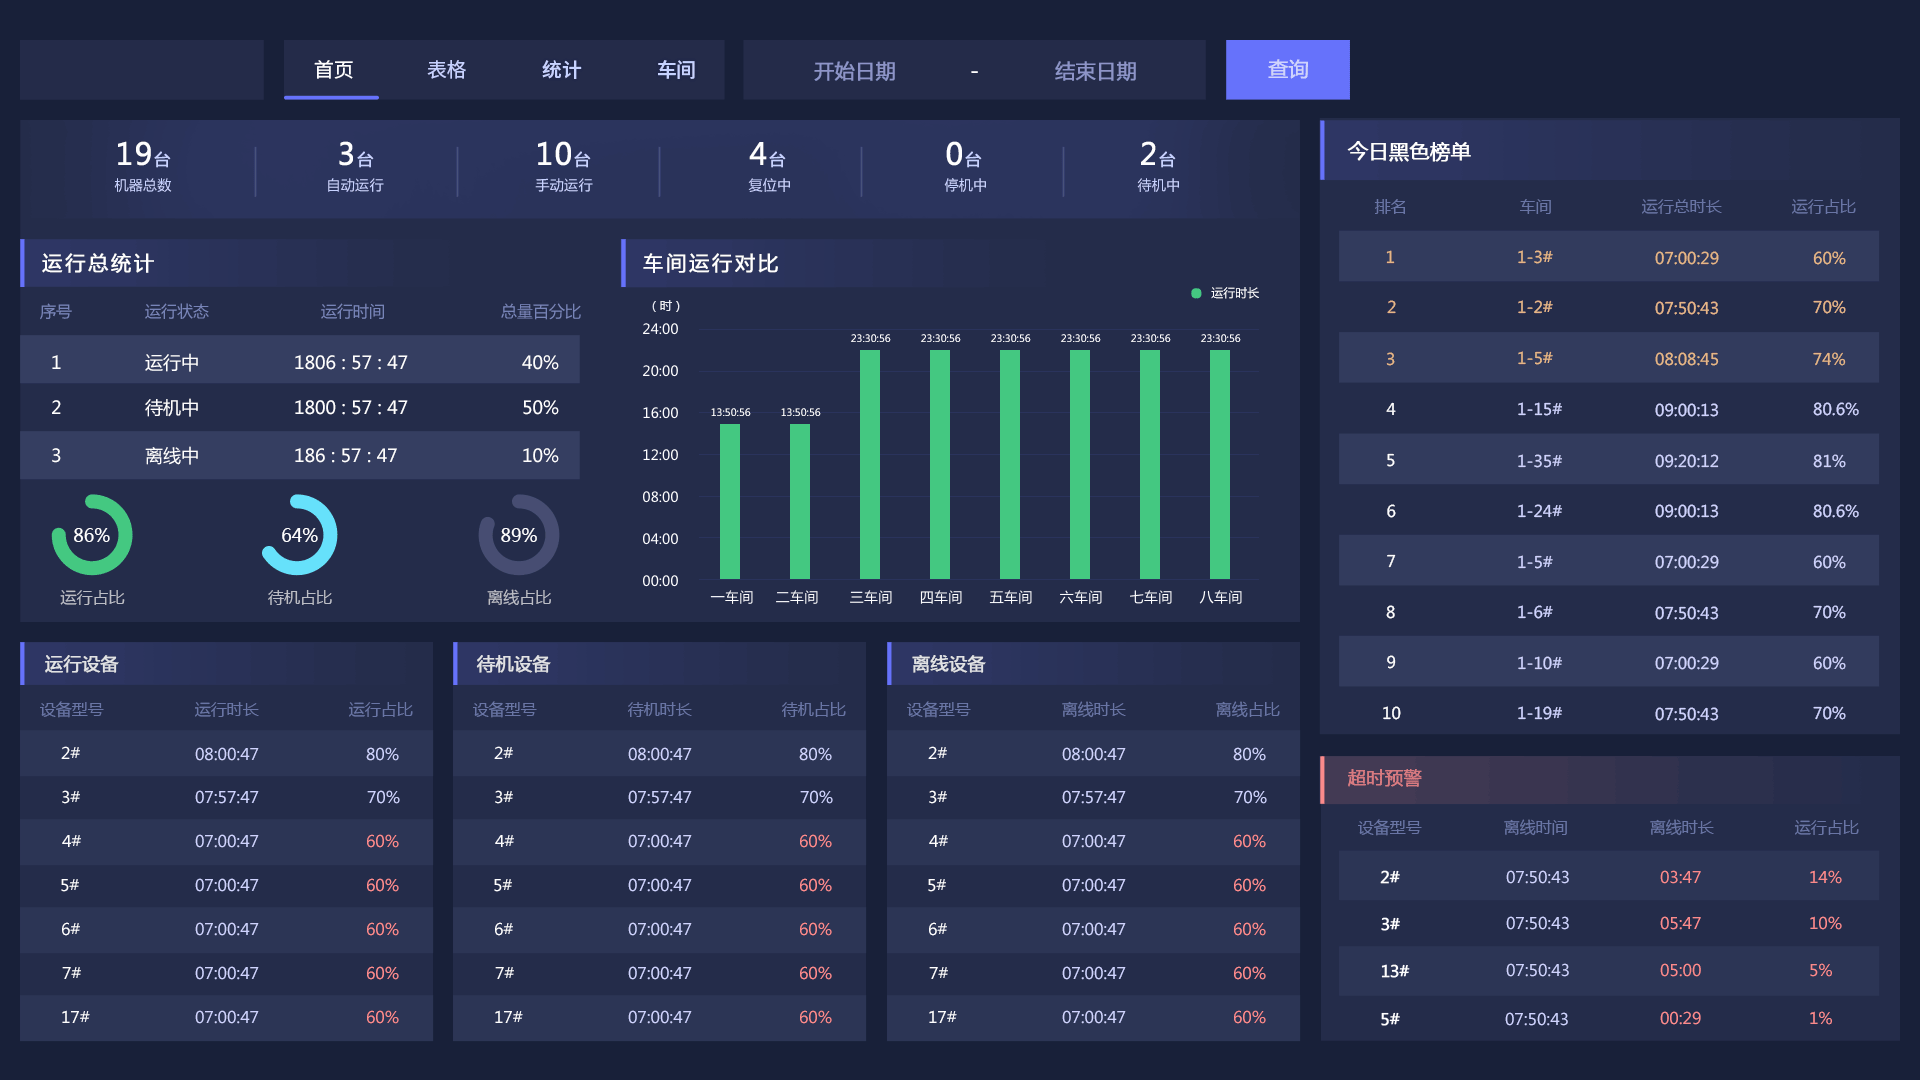 首页 表格 统计 车间 开始日期 - 结束日期 查询
19台 3台 10台 4台 0台 2台
机器总数 自动运行 手动运行 复位中 停机中 待机中
运行总统计
序号 运行状态 运行时间 总量百分比
1 运行中 1806 : 57 : 47 40%
2 待机中 1800 : 57 : 47 50%
3 离线中 186 : 57 : 47 10%
86% 64% 89%
运行占比 待机占比 离线占比
车间运行对比
运行时长
（时）
24:00
20:00
16:00
12:00
08:00
04:00
00:00
13:50:56 13:50:56 23:30:56 23:30:56 23:30:56 23:30:56 23:30:56 23:30:56
一车间 二车间 三车间 四车间 五车间 六车间 七车间 八车间
运行设备
设备型号 运行时长 运行占比
2# 08:00:47 80%
3# 07:57:47 70%
4# 07:00:47 60%
5# 07:00:47 60%
6# 07:00:47 60%
7# 07:00:47 60%
17# 07:00:47 60%
待机设备
设备型号 待机时长 待机占比
2# 08:00:47 80%
3# 07:57:47 70%
4# 07:00:47 60%
5# 07:00:47 60%
6# 07:00:47 60%
7# 07:00:47 60%
17# 07:00:47 60%
离线设备
设备型号 离线时长 离线占比
2# 08:00:47 80%
3# 07:57:47 70%
4# 07:00:47 60%
5# 07:00:47 60%
6# 07:00:47 60%
7# 07:00:47 60%
17# 07:00:47 60%
今日黑色榜单
排名 车间 运行总时长 运行占比
1 1-3# 07:00:29 60%
2 1-2# 07:50:43 70%
3 1-5# 08:08:45 74%
4 1-15# 09:00:13 80.6%
5 1-35# 09:20:12 81%
6 1-24# 09:00:13 80.6%
7 1-5# 07:00:29 60%
8 1-6# 07:50:43 70%
9 1-10# 07:00:29 60%
10 1-19# 07:50:43 70%
超时预警
设备型号 离线时间 离线时长 运行占比
2# 07:50:43 03:47 14%
3# 07:50:43 05:47 10%
13# 07:50:43 05:00 5%
5# 07:50:43 00:29 1%